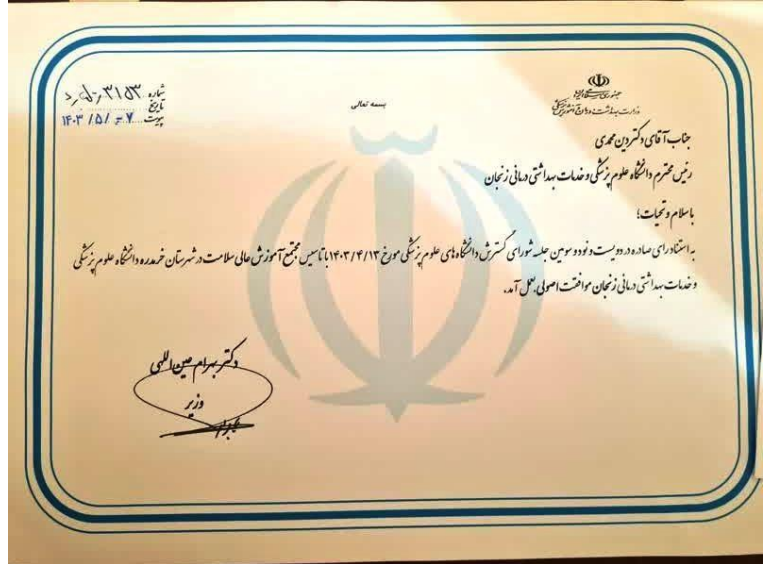 جمهوری اسلامی ایران
وزارت بهداشت، درمان و آموزش پزشکی
بسمه تعالی
شماره
تاریخ ۱۴۰۳/۵/۰۷
پیوست
جناب آقای دکتر دین محمدی
رئیس محترم دانشگاه علوم پزشکی و خدمات بهداشتی درمانی زنجان
با سلام و تحیات؛
به استناد رای صادره در دویست و نود و سومین جلسه شورای گسترش دانشگاه های علوم پزشکی مورخ ۱۴۰۳/۴/۱۳ با تاسیس مجتمع آموزش عالی سلامت در شهرستان خرمدره دانشگاه علوم پزشکی
و خدمات بهداشتی درمانی زنجان موافقت اصولی بعمل آمد.
دکتر بهرام عین اللهی
وزیر